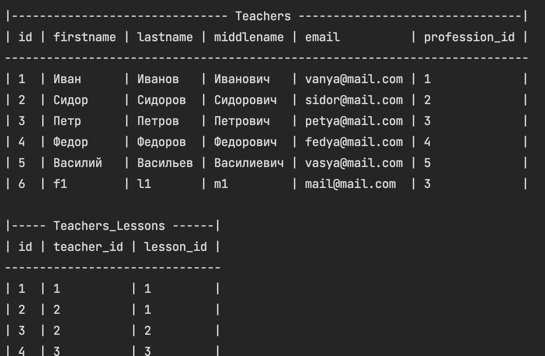 |------------------------------- Teachers --------------------------------|
| id | firstname | lastname | middlename | email | profession_id |
---------------------------------------------------------------------------
| 1 | Иван | Иванов | Иванович | vanya@mail.com | 1 |
| 2 | Сидор | Сидоров | Сидорович | sidor@mail.com | 2 |
| 3 | Петр | Петров | Петрович | petya@mail.com | 3 |
| 4 | Федор | Федоров | Федорович | fedya@mail.com | 4 |
| 5 | Василий | Васильев | Василиевич | vasya@mail.com | 5 |
| 6 | f1 | l1 | m1 | mail@mail.com | 3 |
|----- Teachers_Lessons ------|
| id | teacher_id | lesson_id |
-------------------------------
| 1 | 1 | 1 |
| 2 | 2 | 1 |
| 3 | 2 | 2 |
| 4 | 3 | 3 |